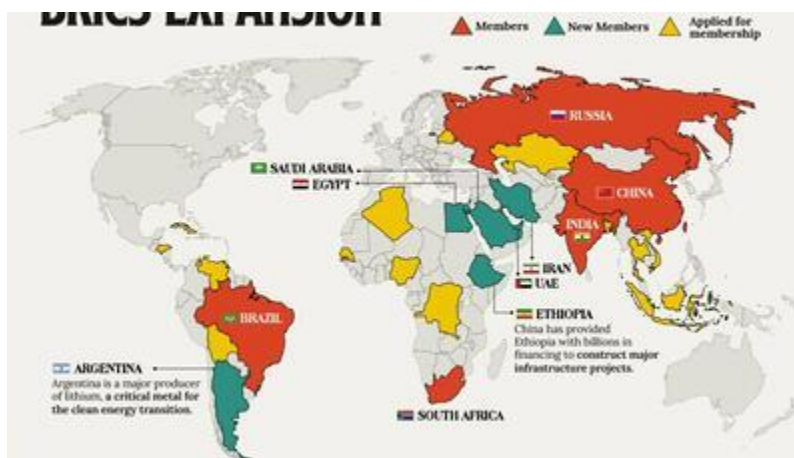 BRICS EXPANSION
Members
New Members
Applied for
membership
RUSSIA
SAUDI ARABIA
EGYPT
CHINA
INDIA
IRAN
UAE
BRAZIL
ETHIOPIA
China has provided
Ethiopia with billions in
financing to construct major
infrastructure projects.
ARGENTINA
Argentina is a major producer
of lithium, a critical metal for
the clean energy transition.
SOUTH AFRICA